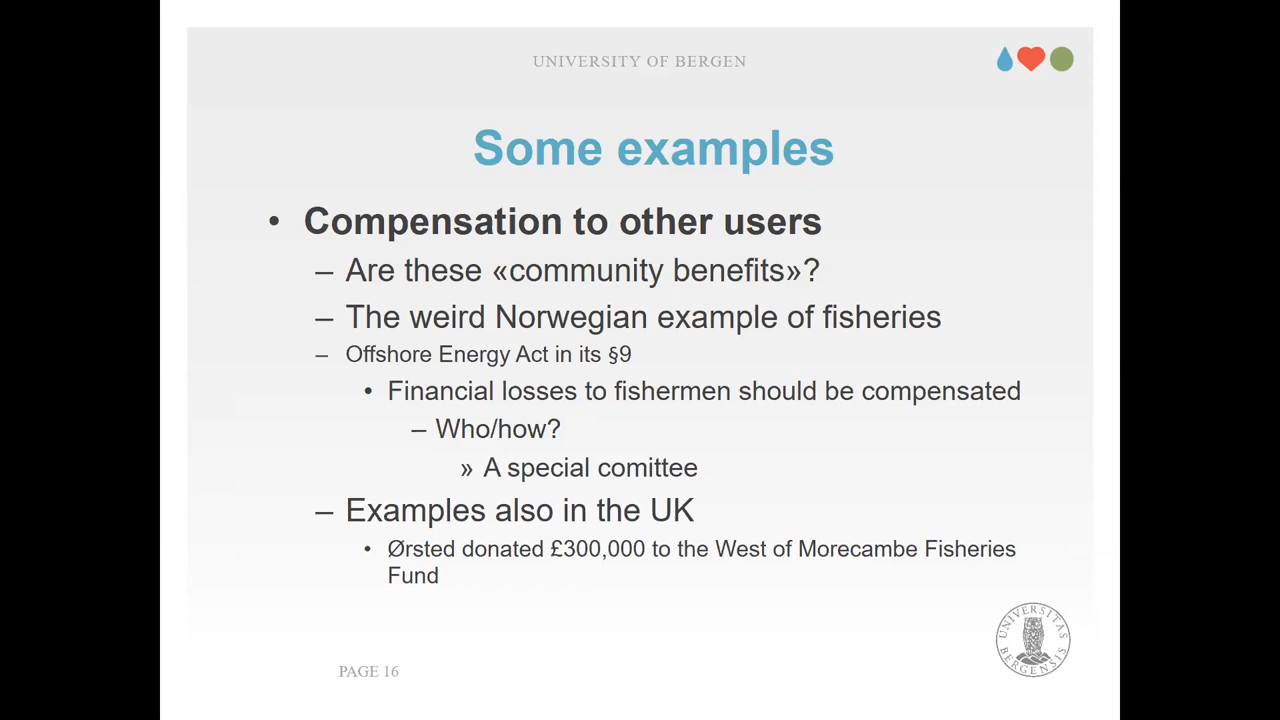 UNIVERSITY OF BERGEN
Some examples
• Compensation to other users
– Are these «community benefits»?
– The weird Norwegian example of fisheries
– Offshore Energy Act in its §9
• Financial losses to fishermen should be compensated
– Who/how?
» A special comittee
– Examples also in the UK
• Ørsted donated £300,000 to the West of Morecambe Fisheries
Fund
UNIVERSITAS
BERGENSIS
PAGE 16